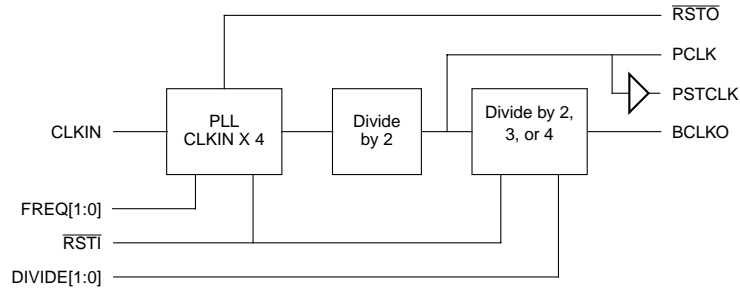 RSTO
PCLK
PSTCLK
BCLKO
CLKIN
PLL
CLKIN X 4
Divide
by 2
Divide by 2,
3, or 4
FREQ[1:0]
RSTI
DIVIDE[1:0]